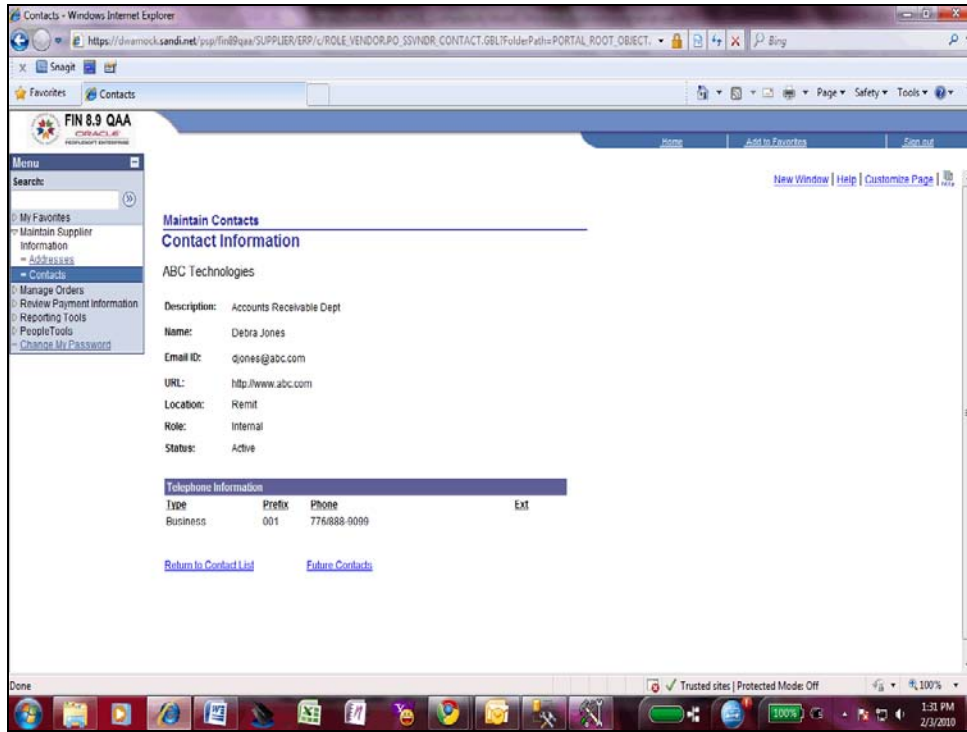 Contacts - Windows Internet Explorer
https://dwamock.sandi.net/psp/fin89qaa/SUPPLIER/ERP/c/ROLE_VENDOR.PO_SSVNDR_CONTACT.GBL?FolderPath=PORTAL_ROOT_OBJECT.
Bing
x Snagit
Favorites Contacts Page Safety Tools
FIN 8.9 QAA
ORACLE
PEOPLESOFT ENTERPRISE
Home Add to Favorites Sign out
Menu
New Window | Help | Customize Page |
Search:
My Favorites
Maintain Supplier
Information
- Addresses
- Contacts
Manage Orders
Review Payment Information
Reporting Tools
PeopleTools
- Change My Password
Maintain Contacts
Contact Information
ABC Technologies
Description: Accounts Receivable Dept
Name: Debra Jones
Email ID: djones@abc.com
URL: http://www.abc.com
Location: Remit
Role: Internal
Status: Active
Telephone Information
Type Prefix Phone Ext
Business 001 776/888-9099
Return to Contact List Future Contacts
Done Trusted sites | Protected Mode: Off 100%
100% 1:31 PM
2/3/2010